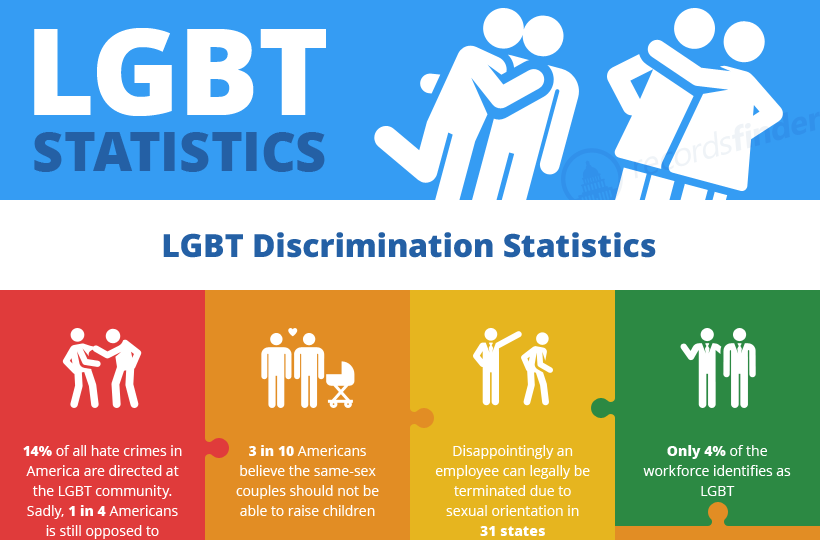 LGBT
STATISTICS
recordsfinder
LGBT Discrimination Statistics
14% of all hate crimes in
America are directed at
the LGBT community.
Sadly, 1 in 4 Americans
is still opposed to
3 in 10 Americans
believe the same-sex
couples should not be
able to raise children
Disappointingly an
employee can legally be
terminated due to
sexual orientation in
31 states
Only 4% of the
workforce identifies as
LGBT